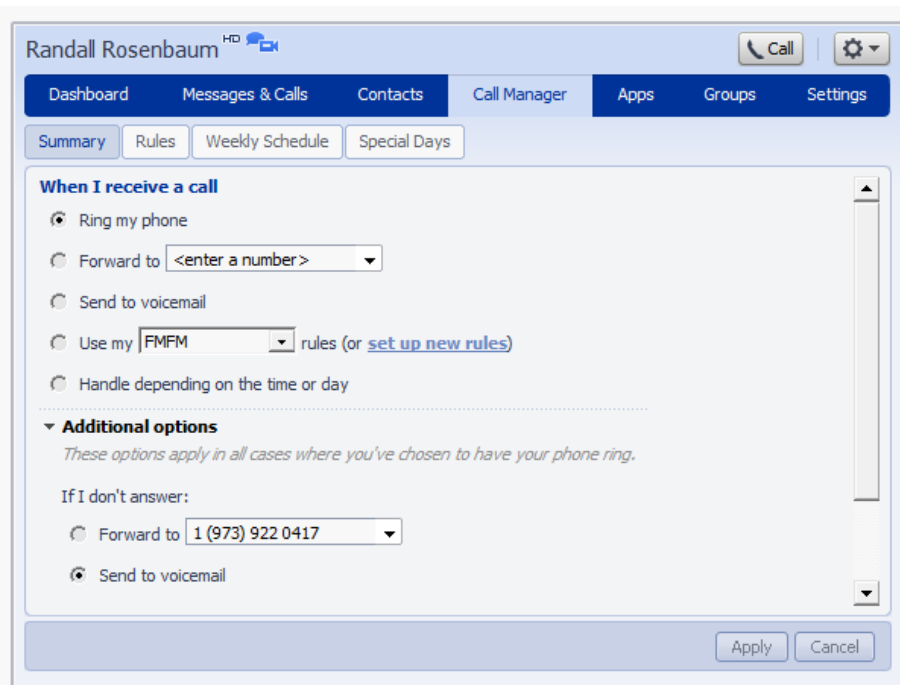 Randall Rosenbaum HD
Call
Dashboard Messages & Calls Contacts Call Manager Apps Groups Settings
Summary Rules Weekly Schedule Special Days
When I receive a call
Ring my phone
Forward to <enter a number>
Send to voicemail
Use my FMFM rules (or set up new rules)
Handle depending on the time or day
Additional options
These options apply in all cases where you've chosen to have your phone ring.
If I don't answer:
Forward to 1 (973) 922 0417
Send to voicemail
Apply Cancel